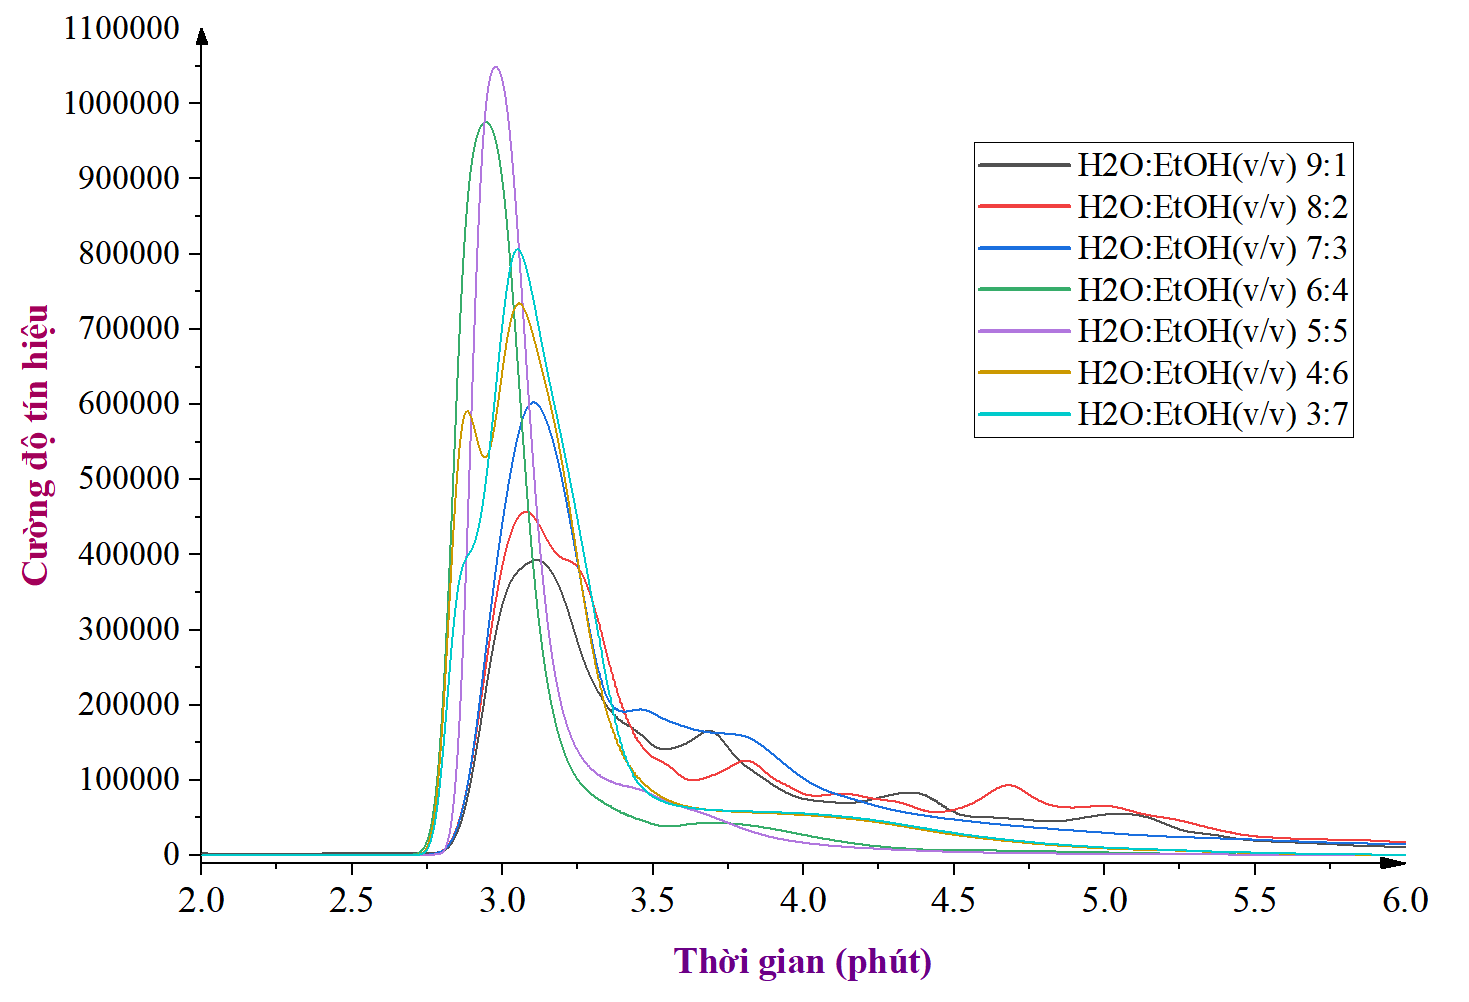 1100000
1000000
900000
800000
700000
600000
500000
400000
300000
200000
100000
0
Cường độ tín hiệu
H2O:EtOH(v/v) 9:1
H2O:EtOH(v/v) 8:2
H2O:EtOH(v/v) 7:3
H2O:EtOH(v/v) 6:4
H2O:EtOH(v/v) 5:5
H2O:EtOH(v/v) 4:6
H2O:EtOH(v/v) 3:7
2.0 2.5 3.0 3.5 4.0 4.5 5.0 5.5 6.0
Thời gian (phút)